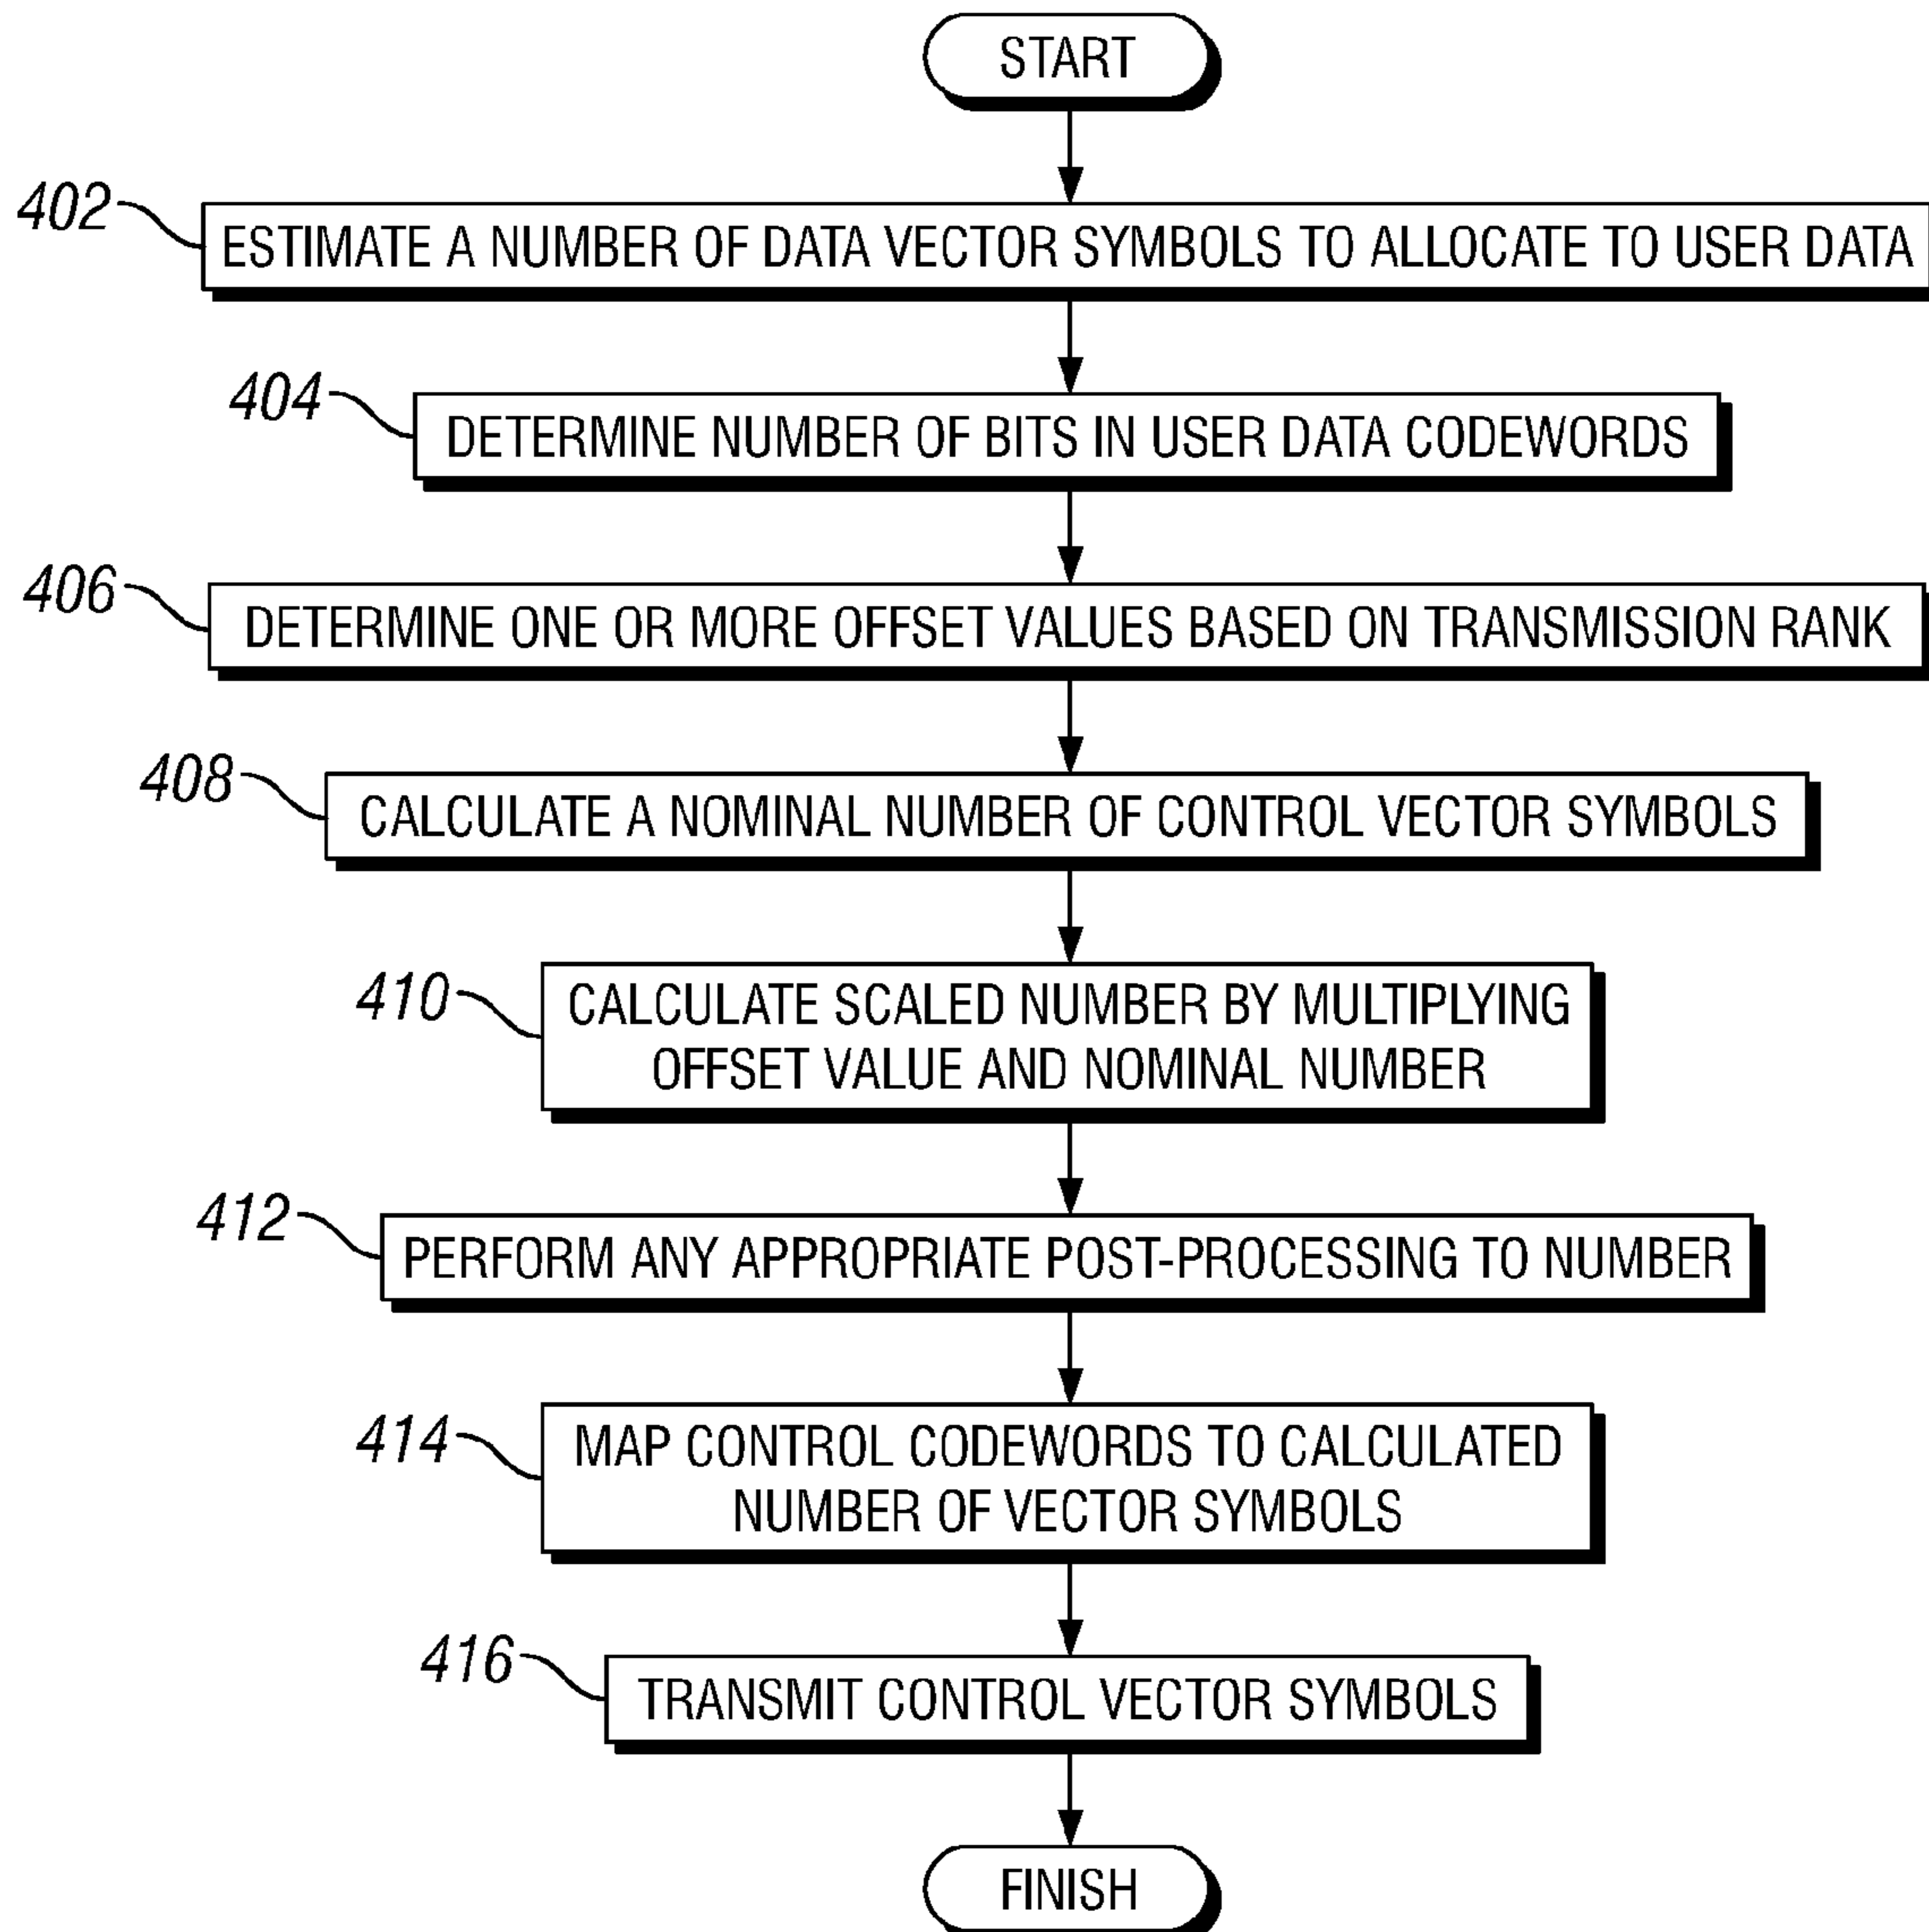 START
402
ESTIMATE A NUMBER OF DATA VECTOR SYMBOLS TO ALLOCATE TO USER DATA
404
DETERMINE NUMBER OF BITS IN USER DATA CODEWORDS
406
DETERMINE ONE OR MORE OFFSET VALUES BASED ON TRANSMISSION RANK
408
CALCULATE A NOMINAL NUMBER OF CONTROL VECTOR SYMBOLS
410
CALCULATE SCALED NUMBER BY MULTIPLYING
OFFSET VALUE AND NOMINAL NUMBER
412
PERFORM ANY APPROPRIATE POST-PROCESSING TO NUMBER
414
MAP CONTROL CODEWORDS TO CALCULATED
NUMBER OF VECTOR SYMBOLS
416
TRANSMIT CONTROL VECTOR SYMBOLS
FINISH